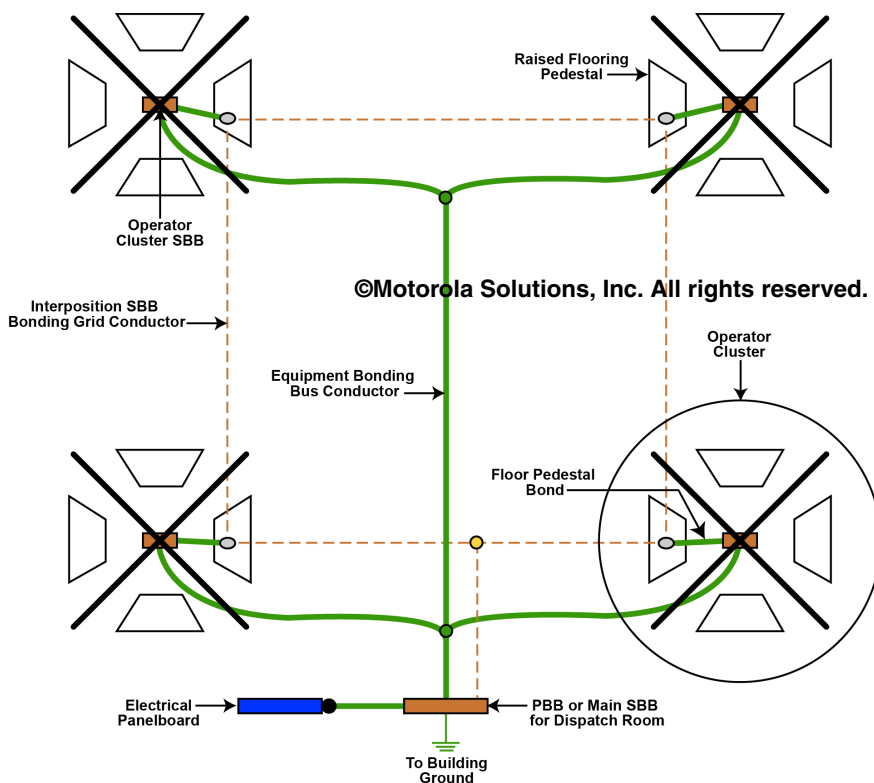 Raised Flooring
Pedestal
Operator
Cluster SBB
©Motorola Solutions, Inc. All rights reserved.
Interposition SBB
Bonding Grid Conductor
Operator
Cluster
Equipment Bonding
Bus Conductor
Floor Pedestal
Bond
Electrical
Panelboard
PBB or Main SBB
for Dispatch Room
To Building
Ground